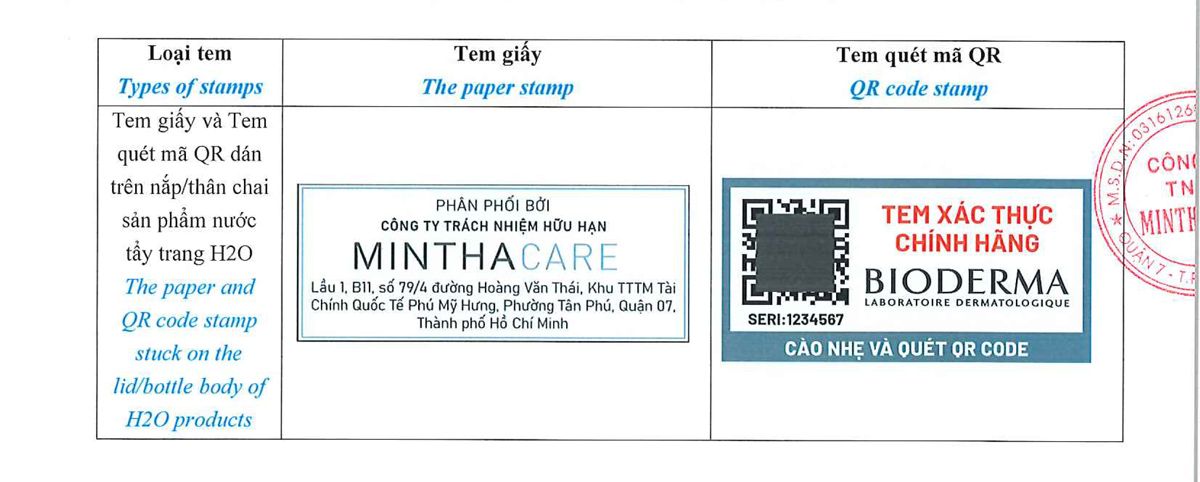 Loại tem
Types of stamps
Tem giấy
The paper stamp
Tem quét mã QR
QR code stamp
Tem giấy và Tem
quét mã QR dán
trên nắp/thân chai
sản phẩm nước
tẩy trang H2O
The paper and
QR code stamp
stuck on the
lid/bottle body of
H2O products
PHÂN PHỐI BỞI
CÔNG TY TRÁCH NHIỆM HỮU HẠN
MINTHACARE
Lầu 1, B11, số 79/4 đường Hoàng Văn Thái, Khu TTTM Tài
Chính Quốc Tế Phú Mỹ Hưng, Phường Tân Phú, Quận 07,
Thành phố Hồ Chí Minh
TEM XÁC THỰC
CHÍNH HÃNG
BIODERMA
LABORATOIRE DERMATOLOGIQUE
SERI:1234567
CÀO NHẸ VÀ QUÉT QR CODE
M.S.D.N:0316126
CÔNG
TN
MINTH
QUẬN 7 - T.P